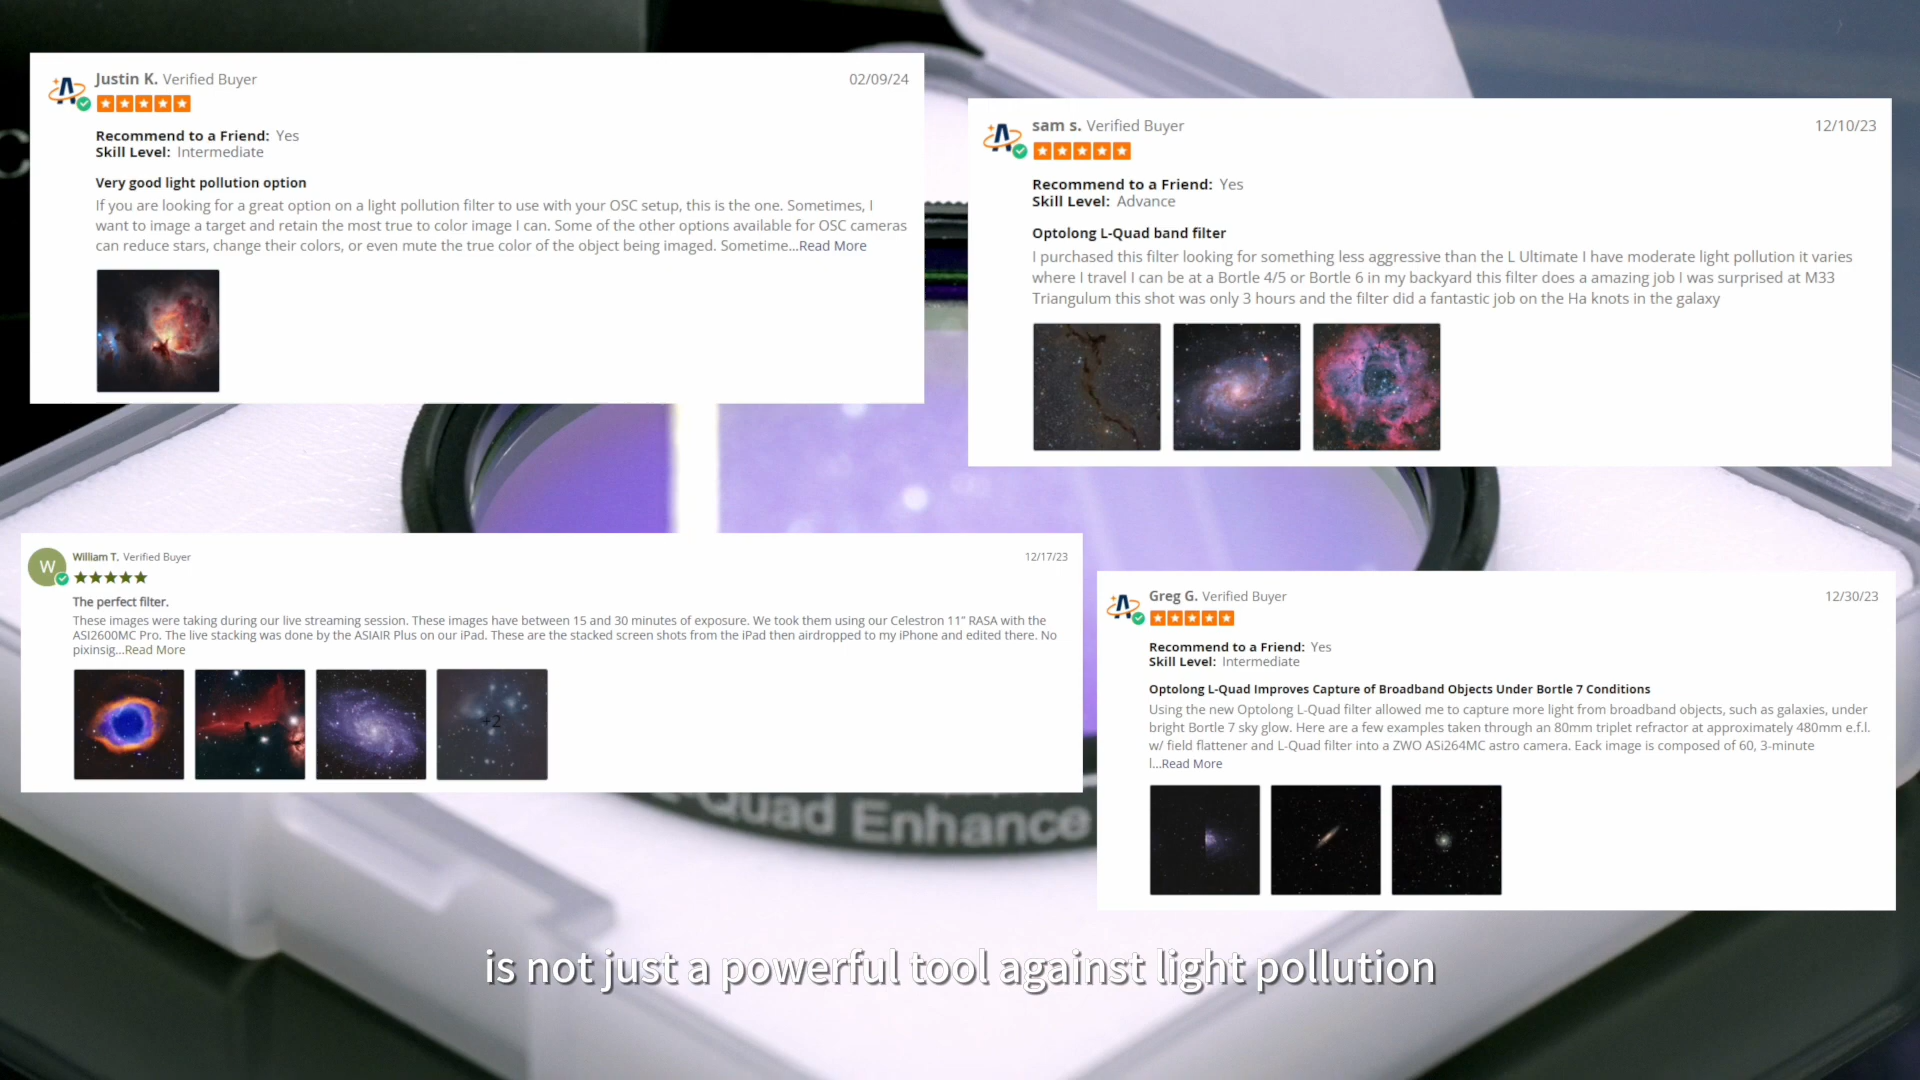 Justin K. Verified Buyer
02/09/24
Recommend to a Friend: Yes
Skill Level: Intermediate
Very good light pollution option
If you are looking for a great option on a light pollution filter to use with your OSC setup, this is the one. Sometimes, I
want to image a target and retain the most true to color image I can. Some of the other options available for OSC cameras
can reduce stars, change their colors, or even mute the true color of the object being imaged. Sometime...Read More
sam s. Verified Buyer
12/10/23
Recommend to a Friend: Yes
Skill Level: Advance
Optolong L-Quad band filter
I purchased this filter looking for something less aggressive than the L Ultimate I have moderate light pollution it varies
where I travel I can be at a Bortle 4/5 or Bortle 6 in my backyard this filter does a amazing job I was surprised at M33
Triangulum this shot was only 3 hours and the filter did a fantastic job on the Ha knots in the galaxy
W
William T. Verified Buyer
12/17/23
The perfect filter.
These images were taking during our live streaming session. These images have between 15 and 30 minutes of exposure. We took them using our Celestron 11” RASA with the
ASI2600MC Pro. The live stacking was done by the ASIAIR Plus on our iPad. These are the stacked screen shots from the iPad then airdropped to my iPhone and edited there. No
pixinsig...Read More
+2
Greg G. Verified Buyer
12/30/23
Recommend to a Friend: Yes
Skill Level: Intermediate
Optolong L-Quad Improves Capture of Broadband Objects Under Bortle 7 Conditions
Using the new Optolong L-Quad filter allowed me to capture more light from broadband objects, such as galaxies, under
bright Bortle 7 sky glow. Here are a few examples taken through an 80mm triplet refractor at approximately 480mm e.f.l.
w/ field flattener and L-Quad filter into a ZWO ASi264MC astro camera. Eack image is composed of 60, 3-minute
l...Read More
L-Quad Enhance
is not just a powerful tool against light pollution